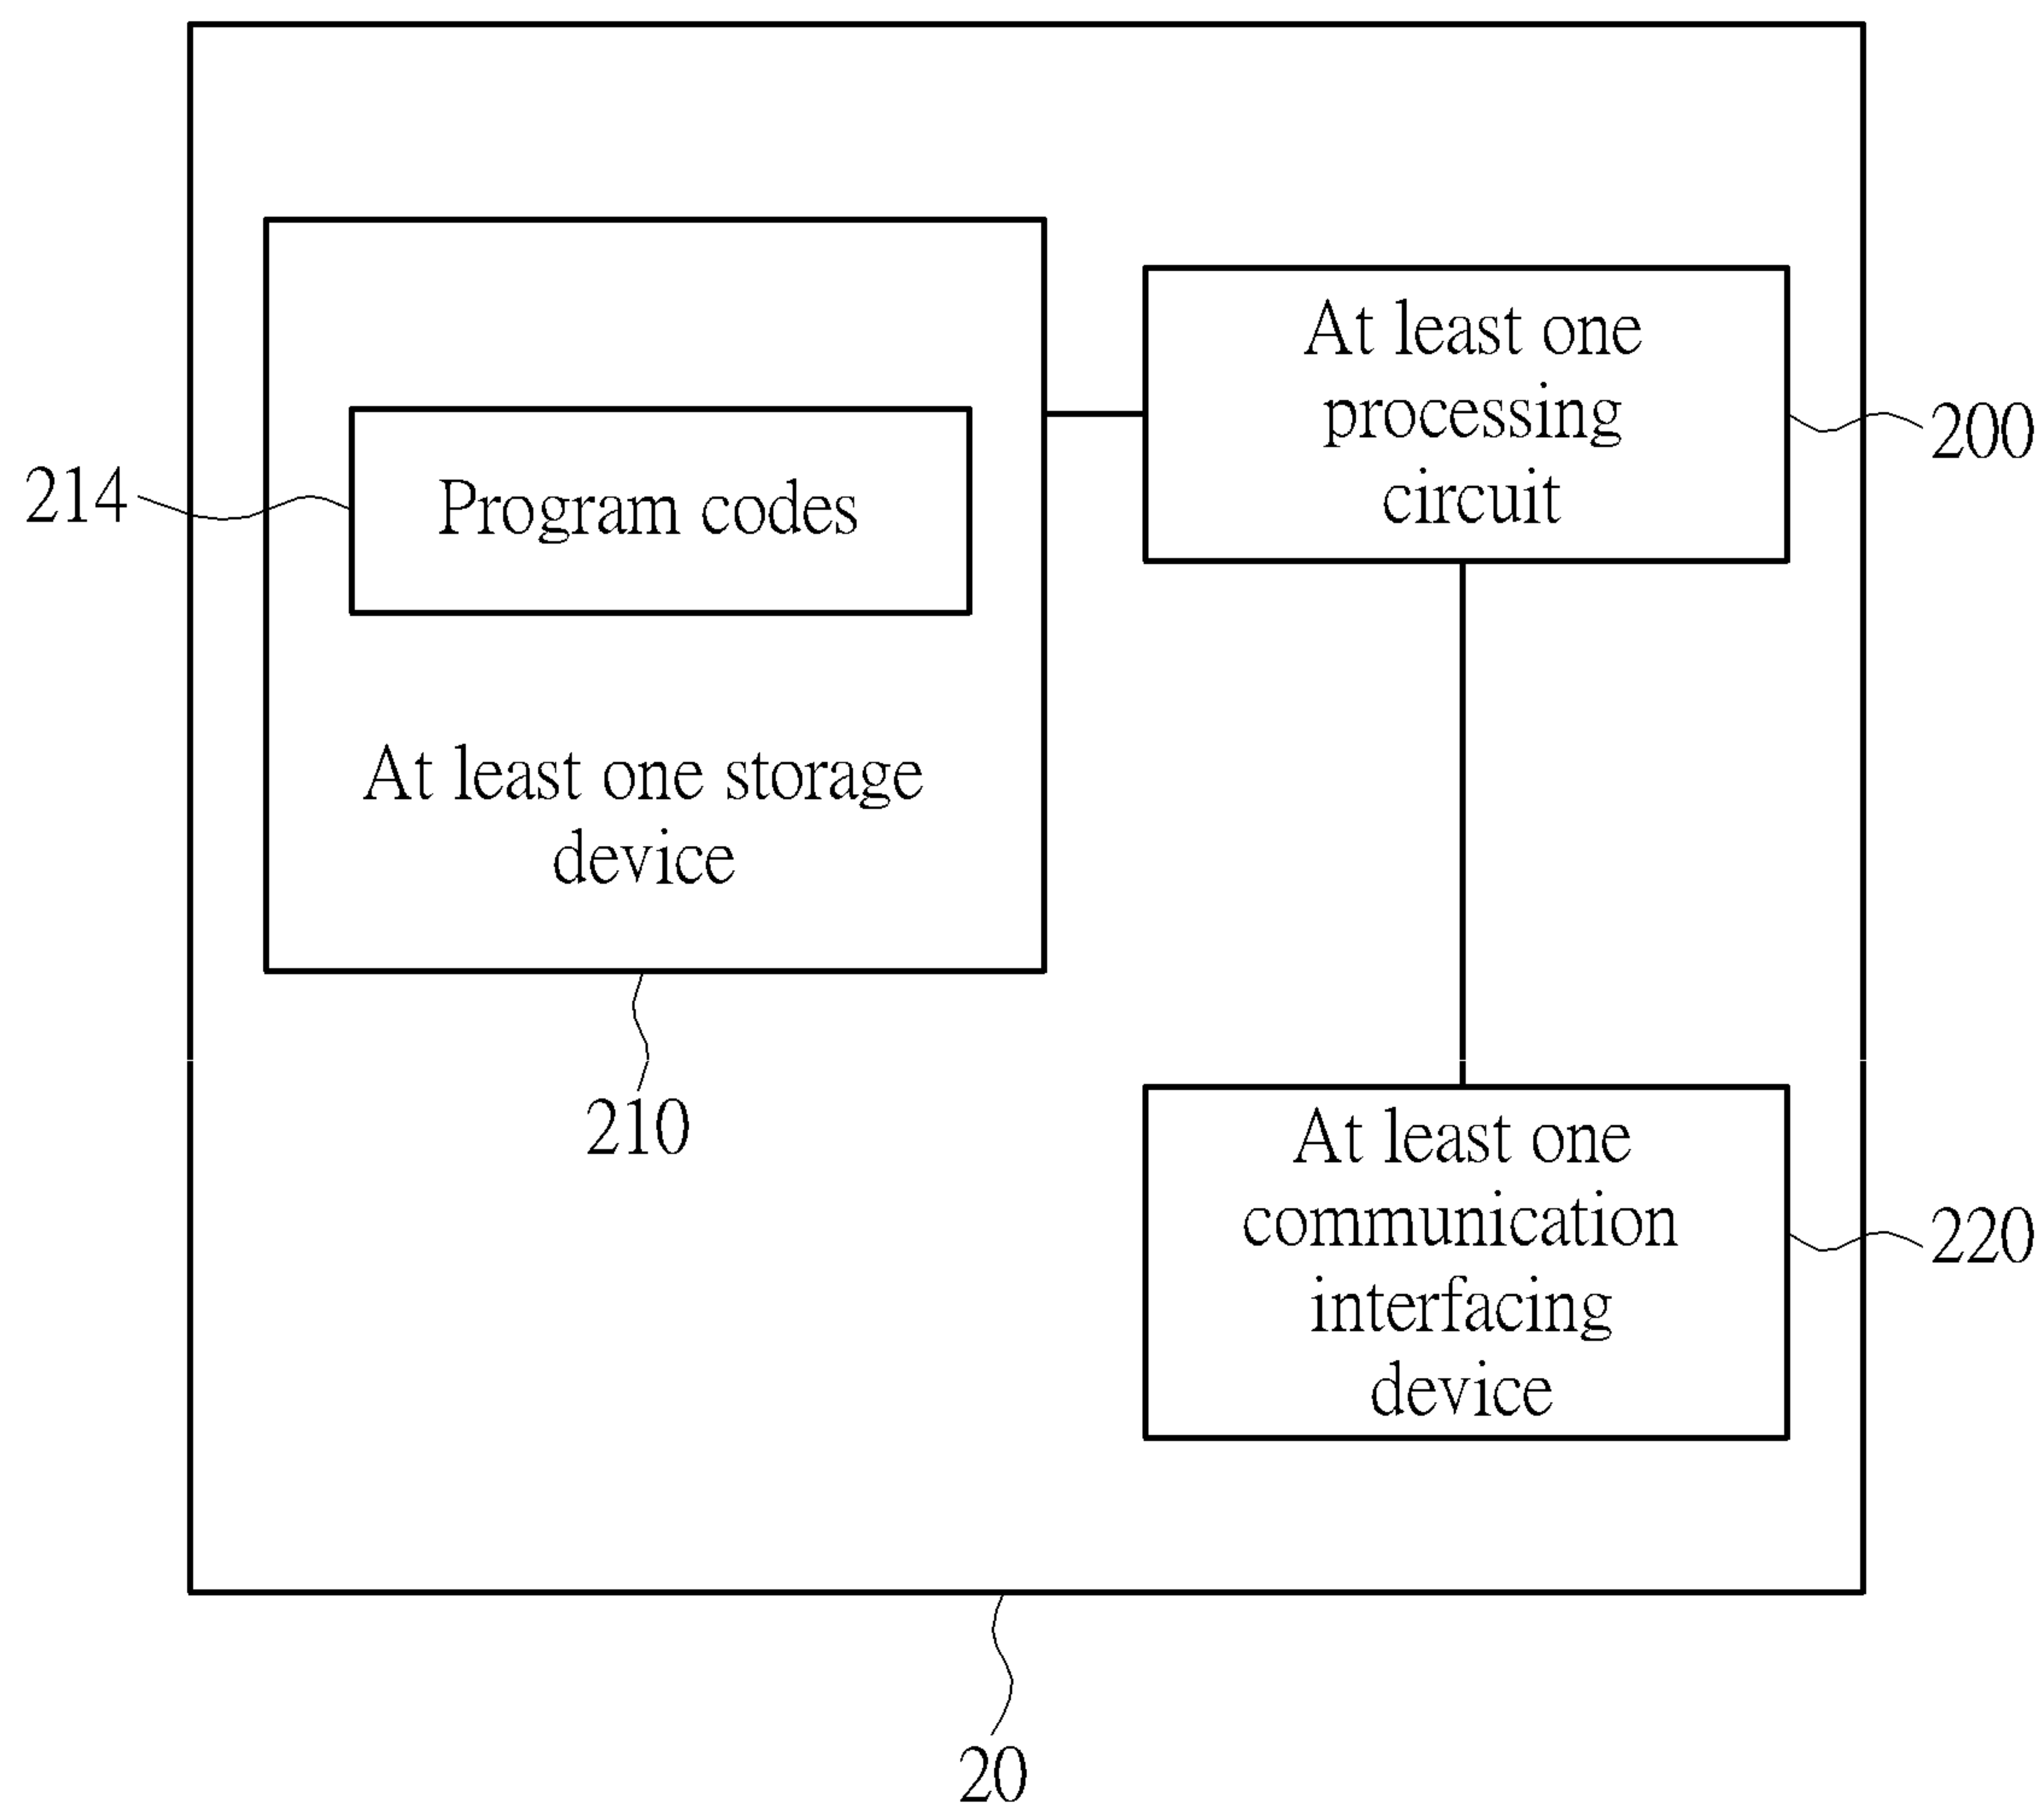 At least one
processing
circuit
200
214
Program codes
At least one storage
device
210
At least one
communication
interfacing
device
220
20